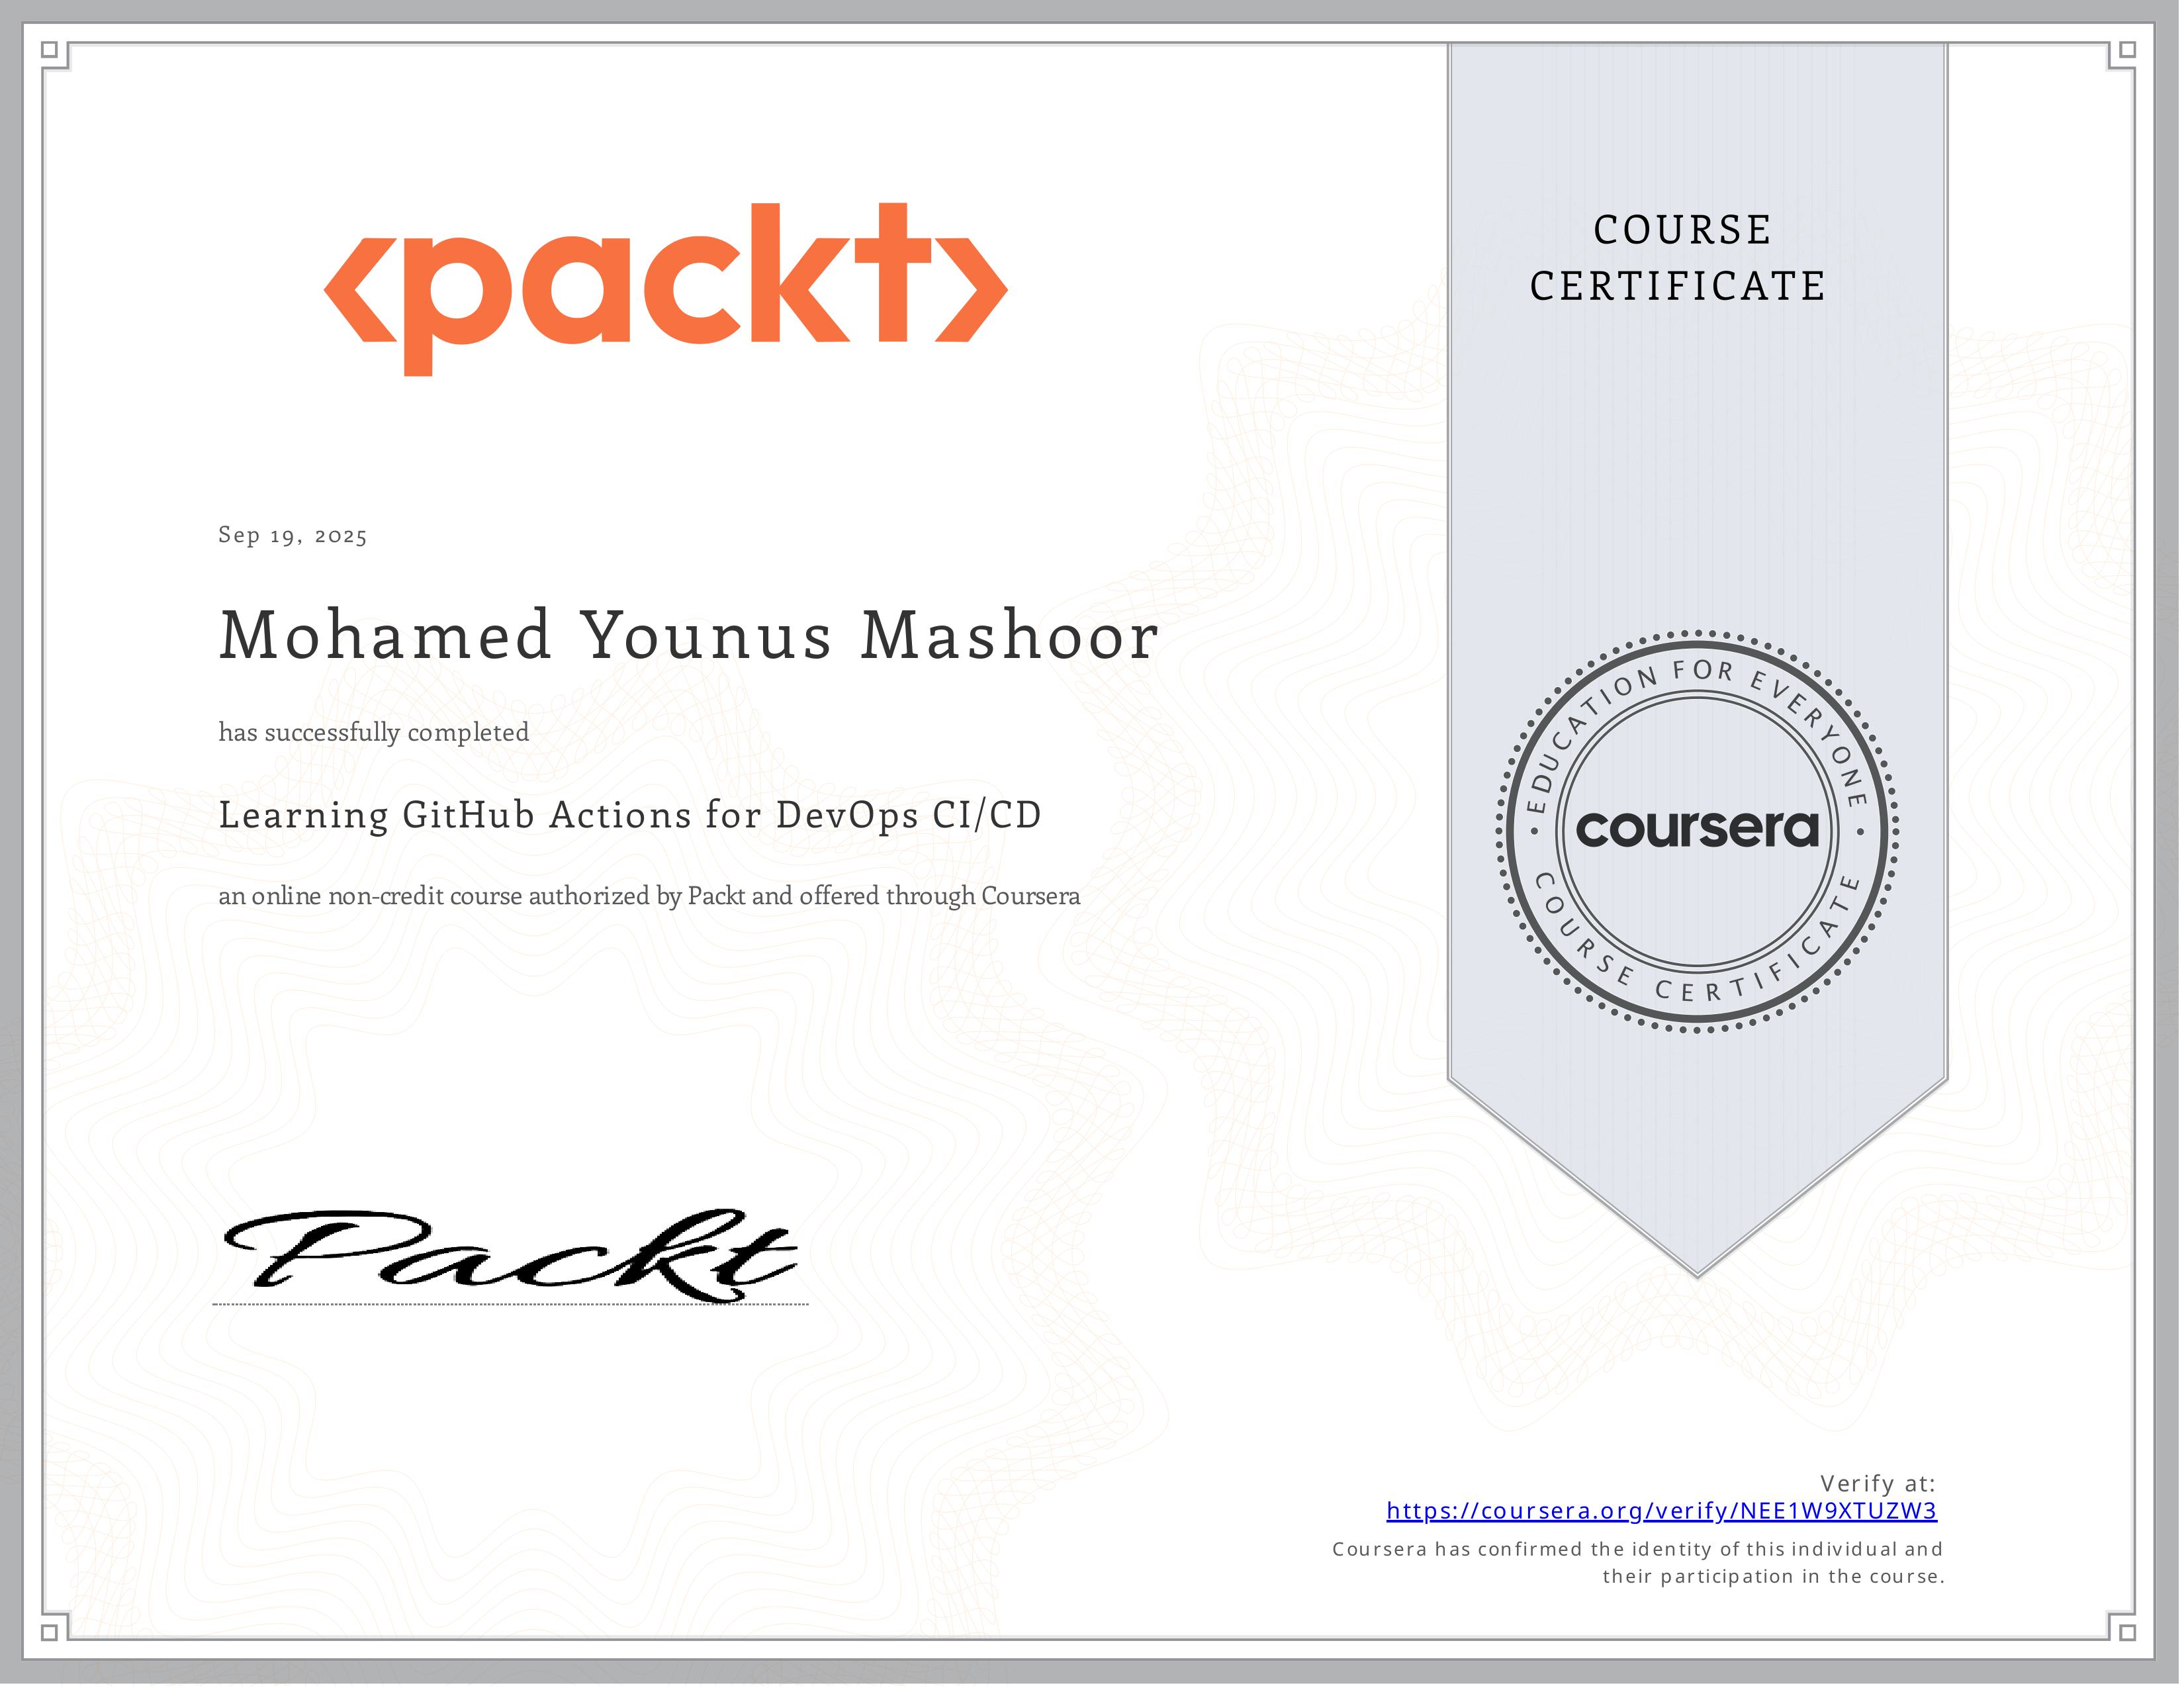 <packt>
COURSE
CERTIFICATE
Sep 19, 2025
Mohamed Younus Mashoor
has successfully completed
Learning GitHub Actions for DevOps CI/CD
an online non-credit course authorized by Packt and offered through Coursera
EDUCATION FOR EVERYONE
coursera
COURSE CERTIFICATE
Packt
Verify at:
https://coursera.org/verify/NEE1W9XTUZW3
Coursera has confirmed the identity of this individual and
their participation in the course.